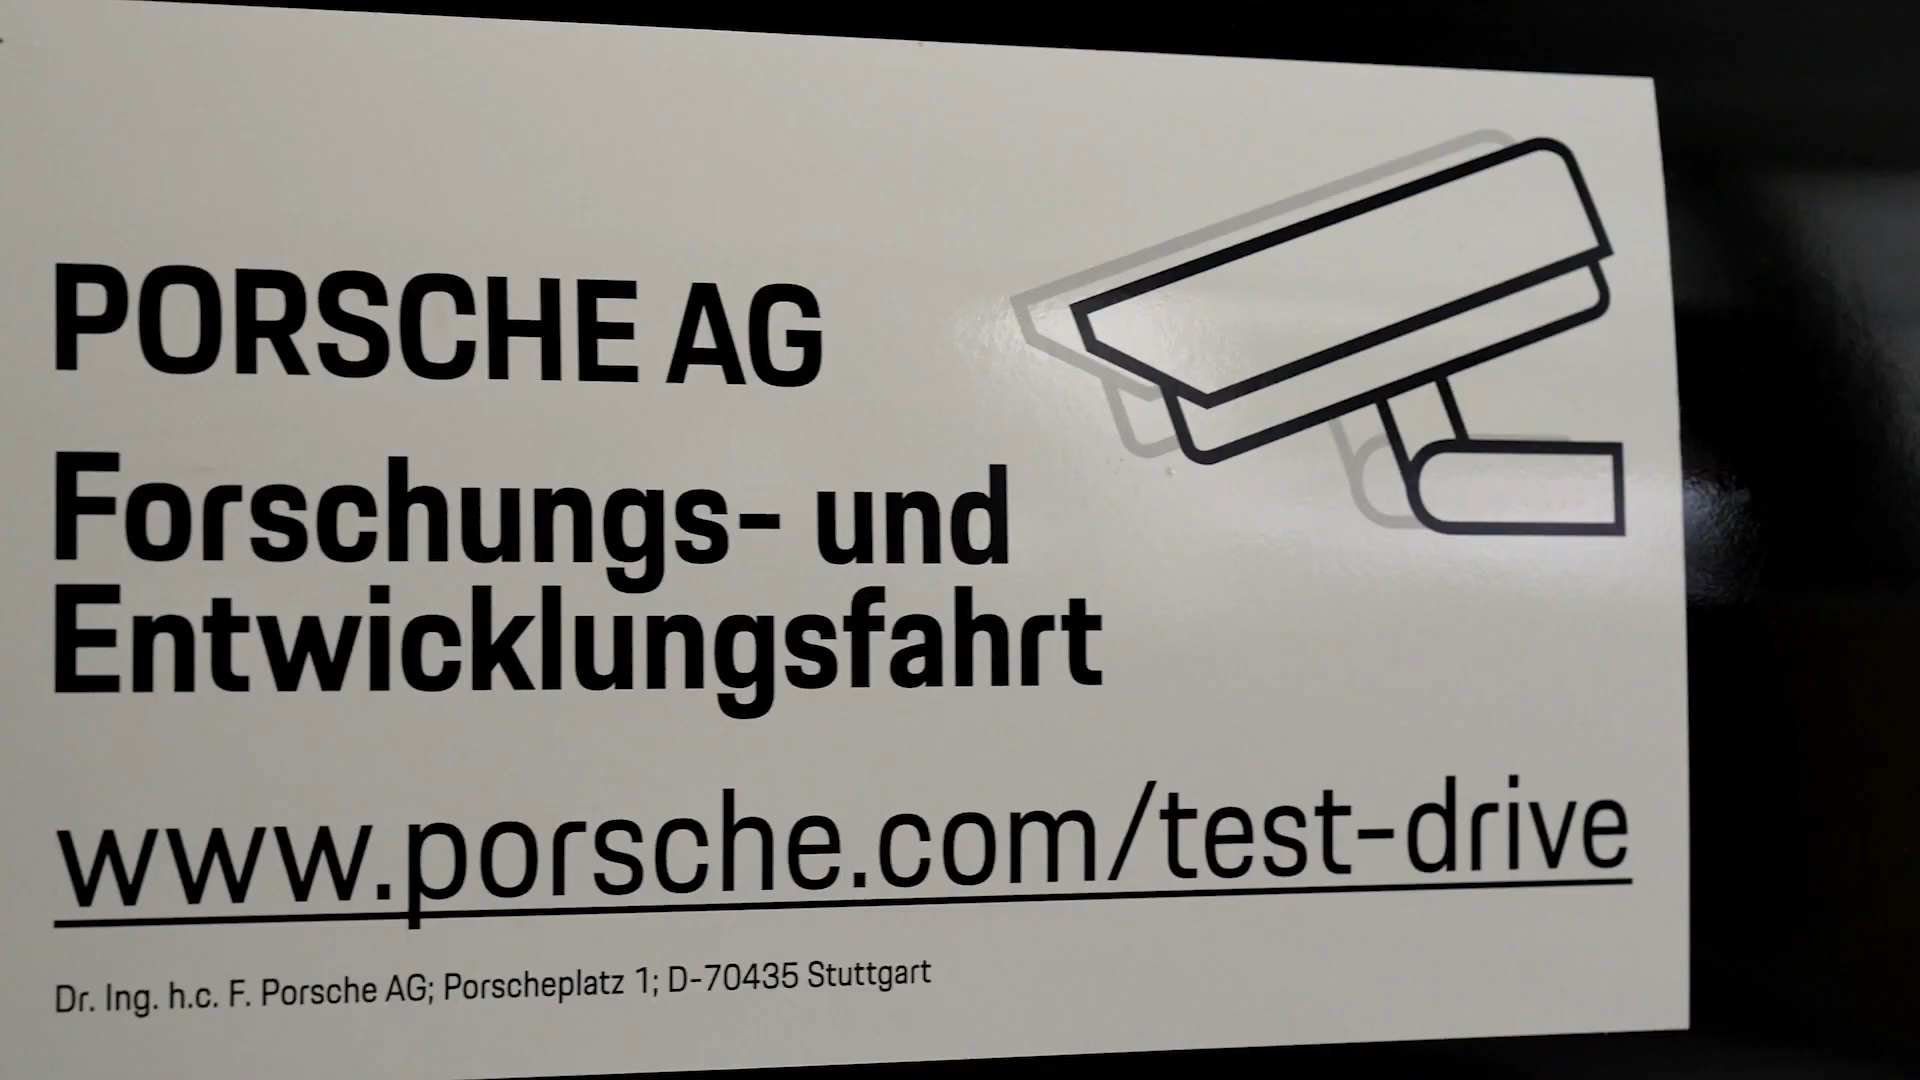 PORSCHE AG
Forschungs- und
Entwicklungsfahrt
www.porsche.com/test-drive
Dr. Ing. h.c. F. Porsche AG; Porscheplatz 1; D-70435 Stuttgart